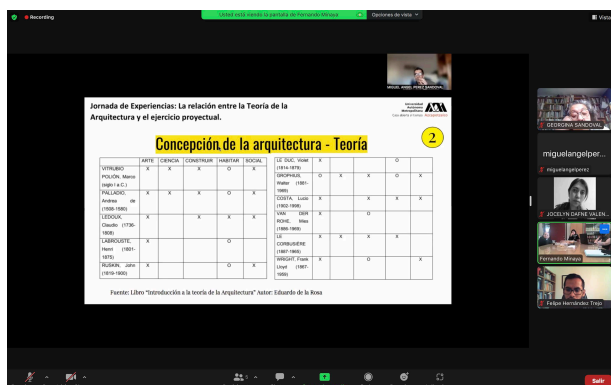 Recording
Usted está viendo la pantalla de Fernando Minaya
Opciones de vista
Vista
MIGUEL ANGEL PEREZ SANDOVAL
Jornada de Experiencias: La relación entre la Teoría de la
Arquitectura y el ejercicio proyectual.
Universidad
Autónoma
Metropolitana
Casa abierta al tiempo Azcapotzalco
Concepción de la arquitectura - Teoría
2
ARTE CIENCIA CONSTRUIR HABITAR SOCIAL
VITRUBIO X X X O X
POLIÓN, Marco
(siglo I a C.)
PALLADIO, X X X O X
Andrea de
(1508-1580)
LEDOUX, X X X X
Claudio (1736-
1806)
LABROUSTE, X O
Henri (1801-
1875)
RUSKIN, John X X O X
(1819-1900)
LE DUC, Violet X O
(1814-1879)
GROPHIUS, O X X O X
Walter (1881-
1969)
COSTA, Lucio X X X X
(1902-1998)
VAN DER X O
ROHE, Mies
(1886-1969)
LE X X X X
CORBUSIÈRE
(1887-1965)
WRIGHT, Frank X O X
Lloyd (1867-
1959)
Fuente: Libro "Introducción a la teoría de la Arquitectura" Autor: Eduardo de la Rosa
GEORGINA SANDOVAL
miguelangelper...
miguelangelperez
JOCELYN DAFNE VALEN...
Fernando Minaya
Felipe Hernández Trejo
Salir